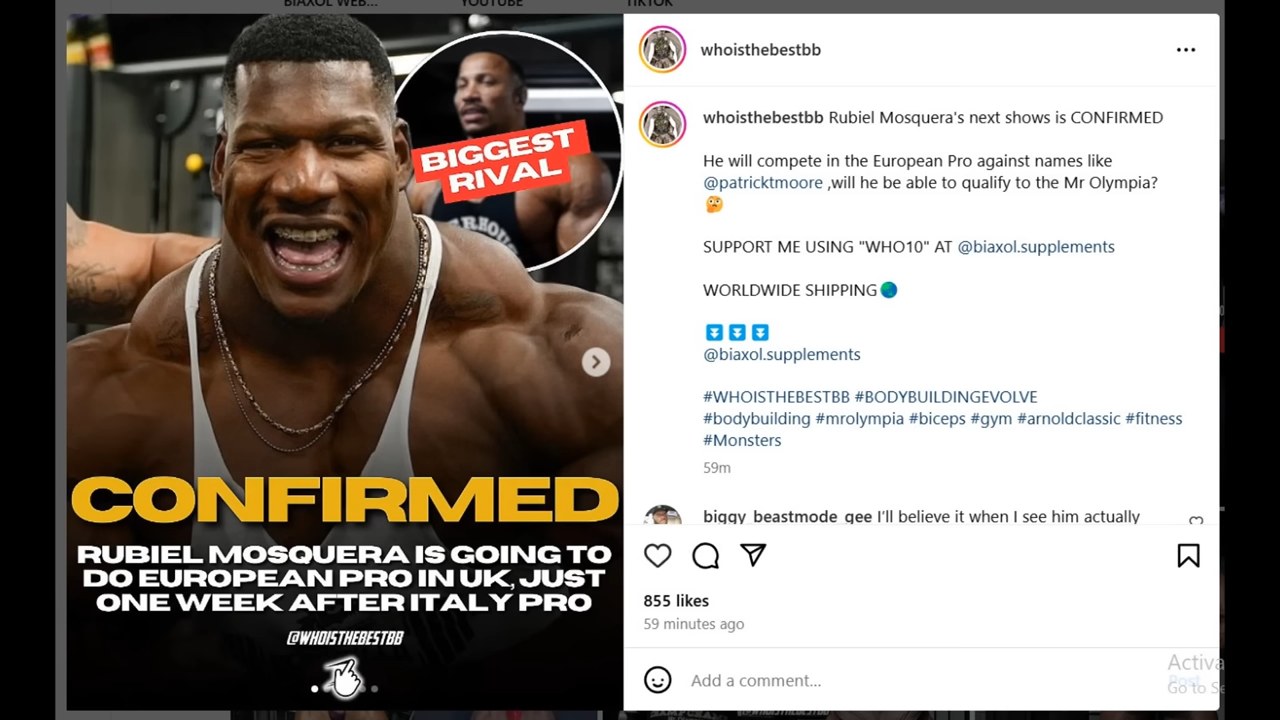 BIAXOL WEB...
YOUTUBE
TIKTOK
BIGGEST
RIVAL
CONFIRMED
RUBIEL MOSQUERA IS GOING TO
DO EUROPEAN PRO IN UK, JUST
ONE WEEK AFTER ITALY PRO
@WHOISTHEBESTBB
whoisthebestbb
whoisthebestbb Rubiel Mosquera's next shows is CONFIRMED
He will compete in the European Pro against names like
@patricktmoore ,will he be able to qualify to the Mr Olympia?
SUPPORT ME USING "WHO10" AT @biaxol.supplements
WORLDWIDE SHIPPING
@biaxol.supplements
#WHOISTHEBESTBB #BODYBUILDINGEVOLVE
#bodybuilding #mrolympia #biceps #gym #arnoldclassic #fitness
#Monsters
59m
biggy_beastmode_gee I'll believe it when I see him actually
855 likes
59 minutes ago
Add a comment...
Post
Activa
Go to Se